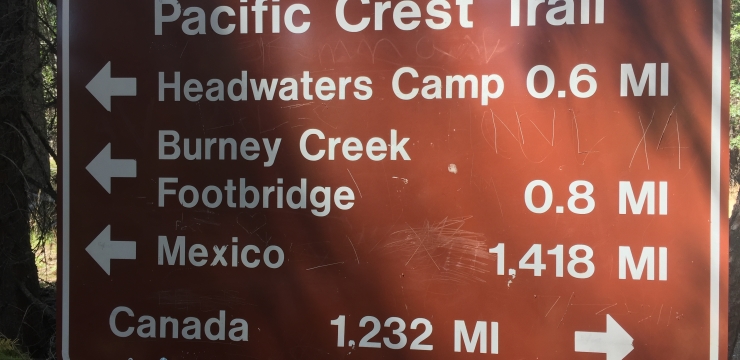 Pacific Crest Trail
Headwaters Camp 0.6 MI
Burney Creek
Footbridge 0.8 MI
Mexico 1,418 MI
Canada 1,232 MI